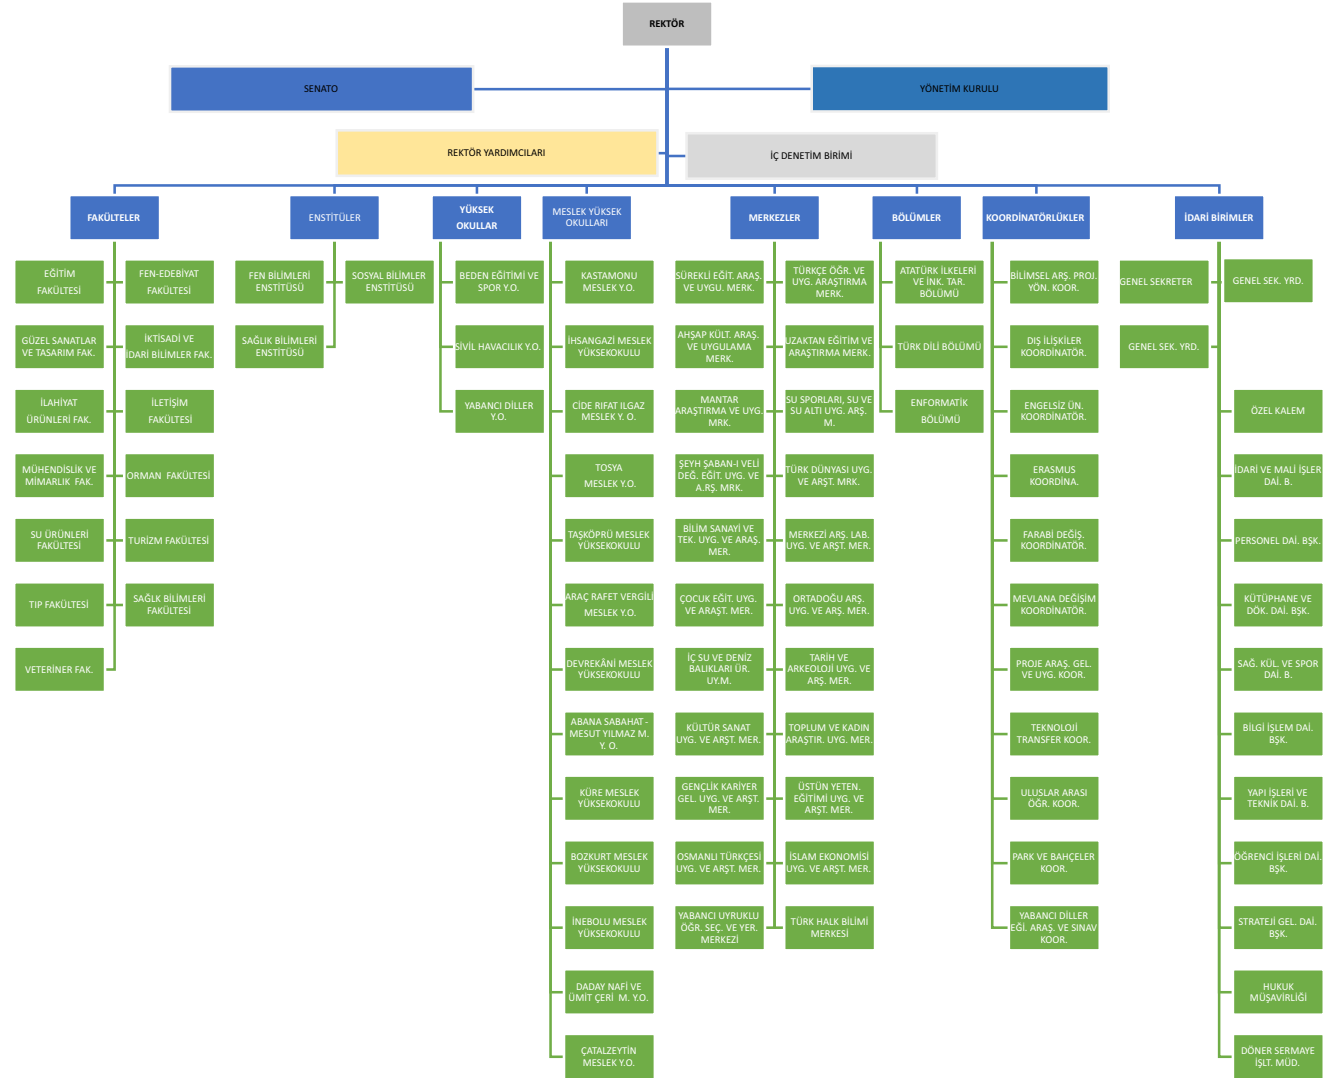 REKTÖR
SENATO
YÖNETİM KURULU
REKTÖR YARDIMCILARI
İÇ DENETİM BİRİMİ
FAKÜLTELER
EĞİTİM
FAKÜLTESİ
FEN-EDEBİYAT
FAKÜLTESİ
GÜZEL SANATLAR
VE TASARIM FAK.
İKTİSADİ VE
İDARİ BİLİMLER FAK.
İLAHİYAT
ÜRÜNLERİ FAK.
İLETİŞİM
FAKÜLTESİ
MÜHENDİSLİK VE
MİMARLIK FAK.
ORMAN FAKÜLTESİ
SU ÜRÜNLERİ
FAKÜLTESİ
TURİZM FAKÜLTESİ
TIP FAKÜLTESİ
SAĞLK BİLİMLERİ
FAKÜLTESİ
VETERİNER FAK.
ENSTİTÜLER
FEN BİLİMLERİ
ENSTİTÜSÜ
SOSYAL BİLİMLER
ENSTİTÜSÜ
SAĞLIK BİLİMLERİ
ENSTİTÜSÜ
YÜKSEK
OKULLAR
BEDEN EĞİTİMİ VE
SPOR Y.O.
SİVİL HAVACILIK Y.O.
YABANCI DİLLER
Y.O.
MESLEK YÜKSEK
OKULLARI
KASTAMONU
MESLEK Y.O.
İHSANGAZİ MESLEK
YÜKSEKOKULU
CİDE RIFAT ILGAZ
MESLEK Y. O.
TOSYA
MESLEK Y.O.
TAŞKÖPRÜ MESLEK
YÜKSEKOKULU
ARAÇ RAFET VERGİLİ
MESLEK Y.O.
DEVREKÂNİ MESLEK
YÜKSEKOKULU
ABANA SABAHAT -
MESUT YILMAZ M.
Y. O.
KÜRE MESLEK
YÜKSEKOKULU
BOZKURT MESLEK
YÜKSEKOKULU
İNEBOLU MESLEK
YÜKSEKOKULU
DADAY NAFİ VE
ÜMİT ÇERİ M. Y.O.
ÇATALZEYTİN
MESLEK Y.O.
MERKEZLER
SÜREKLİ EĞİT. ARAŞ.
VE UYGU. MERK.
TÜRKÇE ÖĞR. VE
UYG. ARAŞTIRMA
MERK.
AHŞAP KÜLT. ARAŞ.
VE UYGULAMA
MERK.
UZAKTAN EĞİTİM VE
ARAŞTIRMA MERK.
MANTAR
ARAŞTIRMA VE UYG.
MRK.
SU SPORLARI, SU VE
SU ALTI UYG. ARŞ.
M.
ŞEYH ŞABAN-I VELİ
DEĞ. EĞİT. UYG. VE
A.RŞ. MRK.
TÜRK DÜNYASI UYG.
VE ARŞT. MRK.
BİLİM SANAYİ VE
TEK. UYG. VE ARAŞ.
MER.
MERKEZİ ARŞ. LAB.
UYG. VE ARŞT. MER.
ÇOCUK EĞİT. UYG.
VE ARAŞT. MER.
ORTADOĞU ARŞ.
UYG. VE ARŞ. MER.
İÇ SU VE DENİZ
BALIKLARI ÜR.
UY.M.
TARİH VE
ARKEOLOJİ UYG. VE
ARŞ. MER.
KÜLTÜR SANAT
UYG. VE ARŞT. MER.
TOPLUM VE KADIN
ARAŞTIR. UYG. MER.
GENÇLİK KARİYER
GEL. UYG. VE ARŞT.
MER.
ÜSTÜN YETEN.
EĞİTİMİ UYG. VE
ARŞT. MER.
OSMANLI TÜRKÇESİ
UYG. VE ARŞT. MER.
İSLAM EKONOMİSİ
UYG. VE ARŞT. MER.
YABANCI UYRUKLU
ÖĞR. SEÇ. VE YER.
MERKEZİ
TÜRK HALK BİLİMİ
MERKESİ
BÖLÜMLER
ATATÜRK İLKELERİ
VE İNK. TAR.
BÖLÜMÜ
TÜRK DİLİ BÖLÜMÜ
ENFORMATİK
BÖLÜMÜ
KOORDİNATÖRLÜKLER
BİLİMSEL ARŞ. PROJ.
YÖN. KOOR.
DIŞ İLİŞKİLER
KOORDİNATÖR.
ENGELSİZ ÜN.
KOORDİNATÖR.
ERASMUS
KOORDİNA.
FARABİ DEĞİŞ.
KOORDİNATÖR.
MEVLANA DEĞİŞİM
KOORDİNATÖR.
PROJE ARAŞ. GEL.
VE UYG. KOOR.
TEKNOLOJİ
TRANSFER KOOR.
ULUSLAR ARASI
ÖĞR. KOOR.
PARK VE BAHÇELER
KOOR.
YABANCI DİLLER
EĞİ. ARAŞ. VE SINAV
KOOR.
İDARİ BİRİMLER
GENEL SEKRETER
GENEL SEK. YRD.
GENEL SEK. YRD.
ÖZEL KALEM
İDARİ VE MALİ İŞLER
DAİ. B.
PERSONEL DAİ. BŞK.
KÜTÜPHANE VE
DÖK. DAİ. BŞK.
SAĞ. KÜL. VE SPOR
DAİ. B.
BİLGİ İŞLEM DAİ.
BŞK.
YAPI İŞLERİ VE
TEKNİK DAİ. B.
ÖĞRENCİ İŞLERİ DAİ.
BŞK.
STRATEJİ GEL. DAİ.
BŞK.
HUKUK
MÜŞAVİRLİĞİ
DÖNER SERMAYE
İŞLT. MÜD.